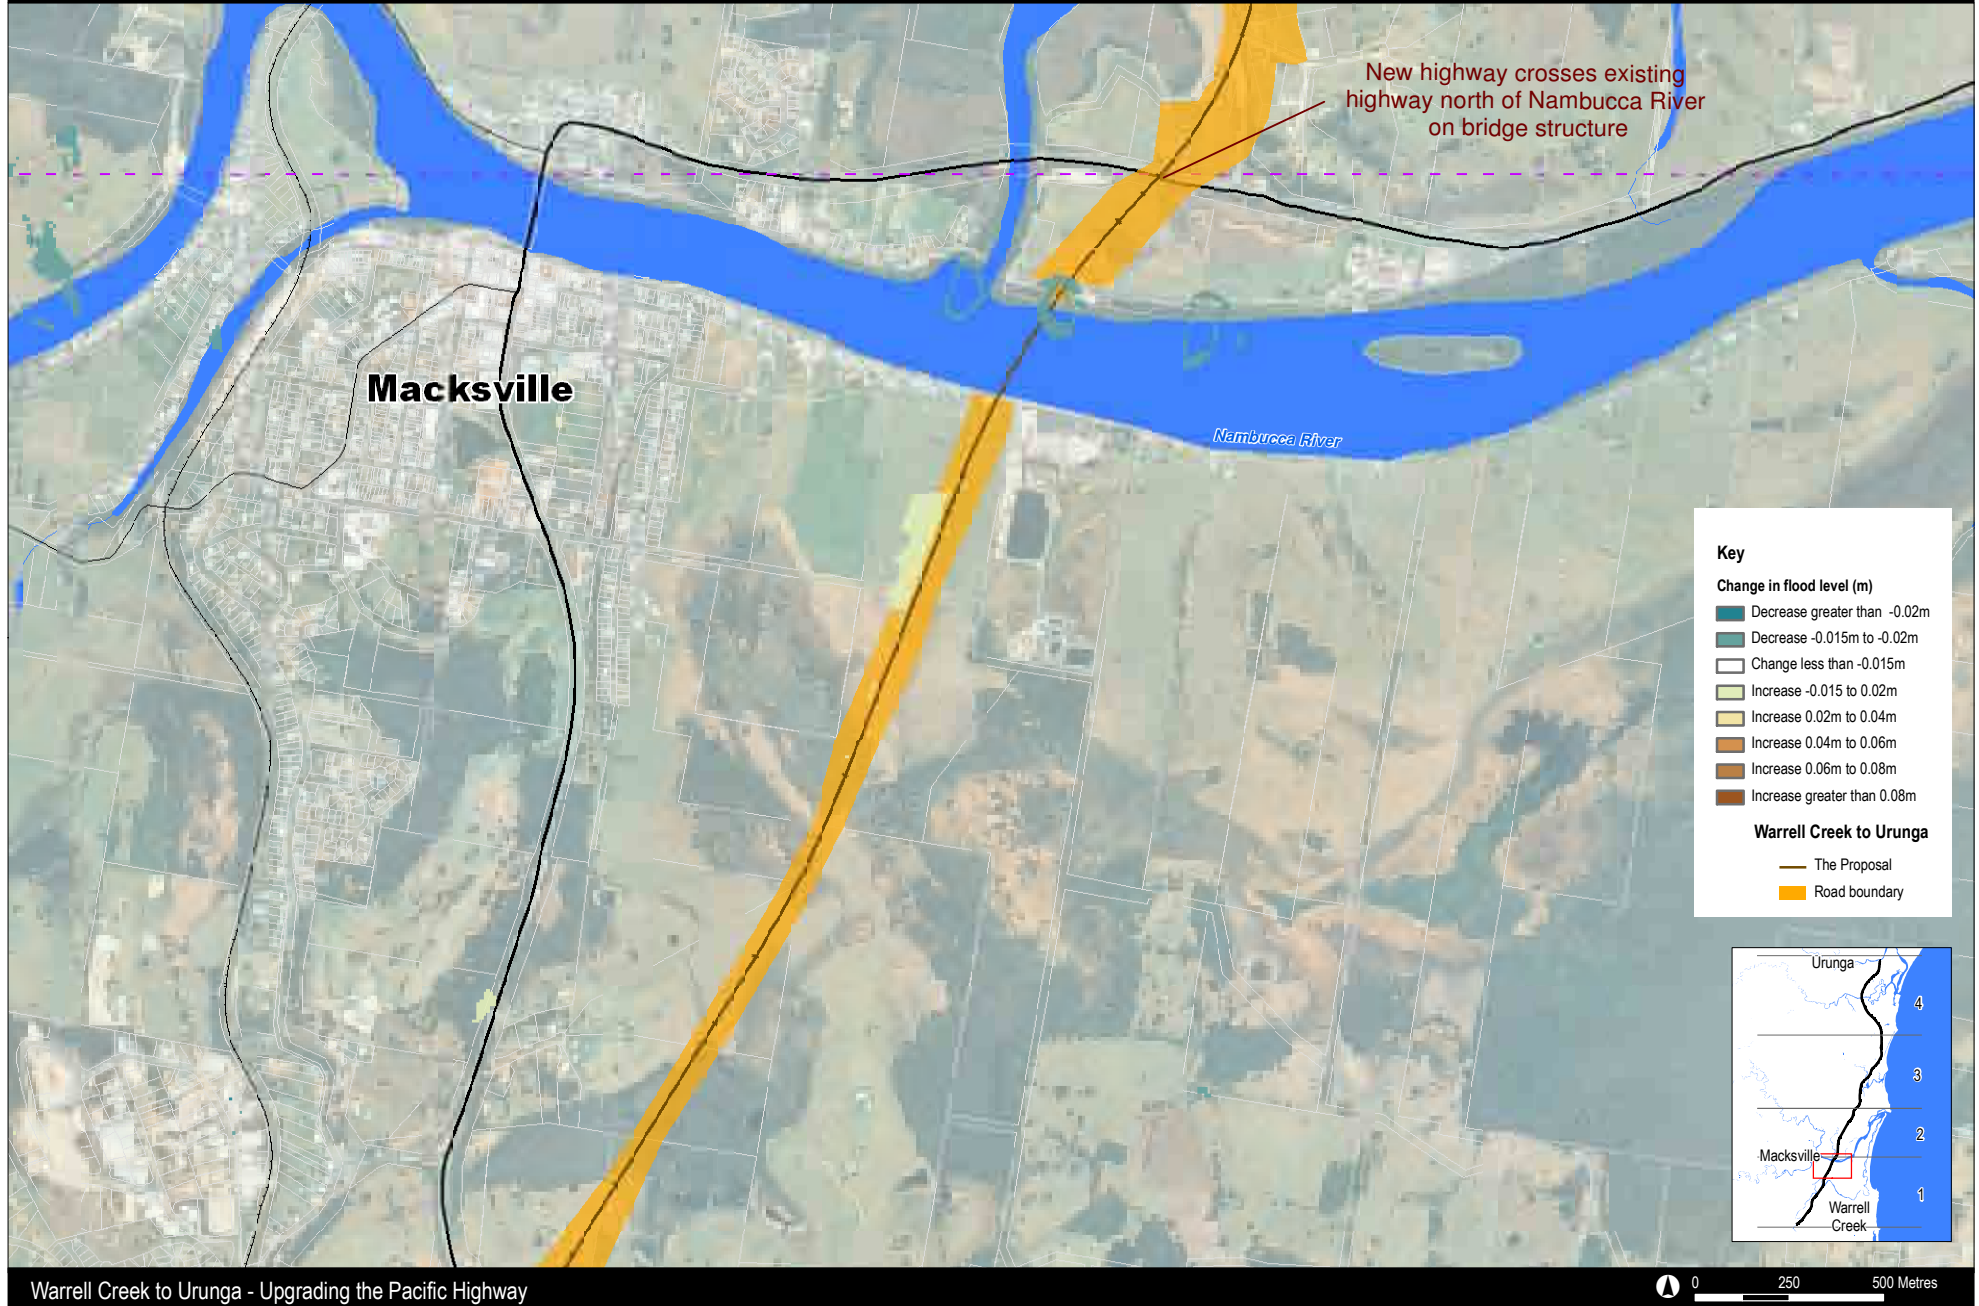 New highway crosses existing
highway north of Nambucca River
on bridge structure
Macksville
Nambucca River
Key
Change in flood level (m)
Decrease greater than -0.02m
Decrease -0.015m to -0.02m
Change less than -0.015m
Increase -0.015 to 0.02m
Increase 0.02m to 0.04m
Increase 0.04m to 0.06m
Increase 0.06m to 0.08m
Increase greater than 0.08m
Warrell Creek to Urunga
The Proposal
Road boundary
Urunga
4
3
2
Macksville
1
Warrell
Creek
Warrell Creek to Urunga - Upgrading the Pacific Highway
0 250 500 Metres